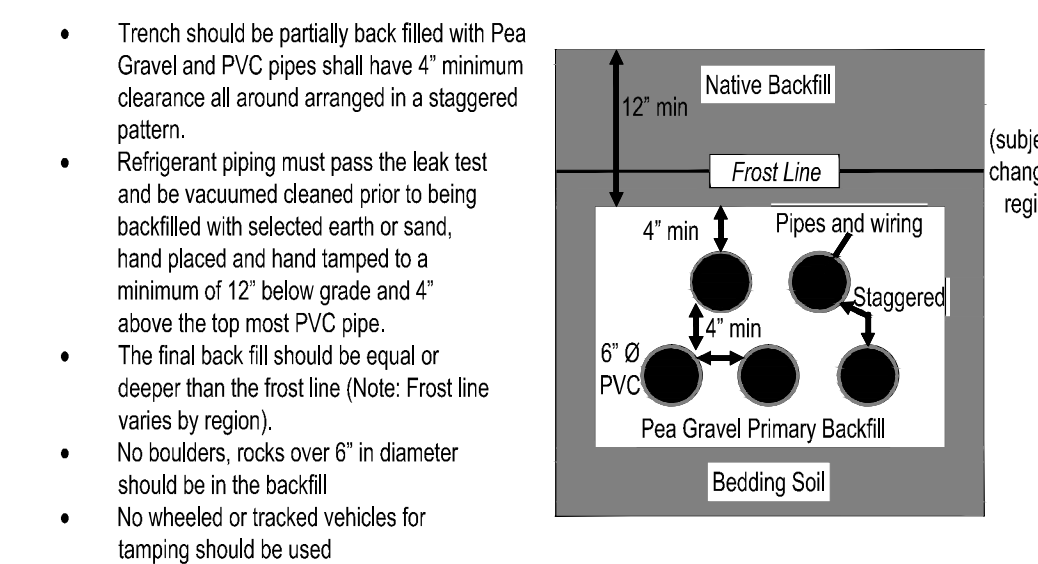 • Trench should be partially back filled with Pea
Gravel and PVC pipes shall have 4” minimum
clearance all around arranged in a staggered
pattern.
• Refrigerant piping must pass the leak test
and be vacuumed cleaned prior to being
backfilled with selected earth or sand,
hand placed and hand tamped to a
minimum of 12” below grade and 4”
above the top most PVC pipe.
• The final back fill should be equal or
deeper than the frost line (Note: Frost line
varies by region).
• No boulders, rocks over 6” in diameter
should be in the backfill
• No wheeled or tracked vehicles for
tamping should be used
Native Backfill
12” min
Frost Line
(subje
chang
regi
4” min
Pipes and wiring
Staggered
4” min
6” Ø
PVC
Pea Gravel Primary Backfill
Bedding Soil